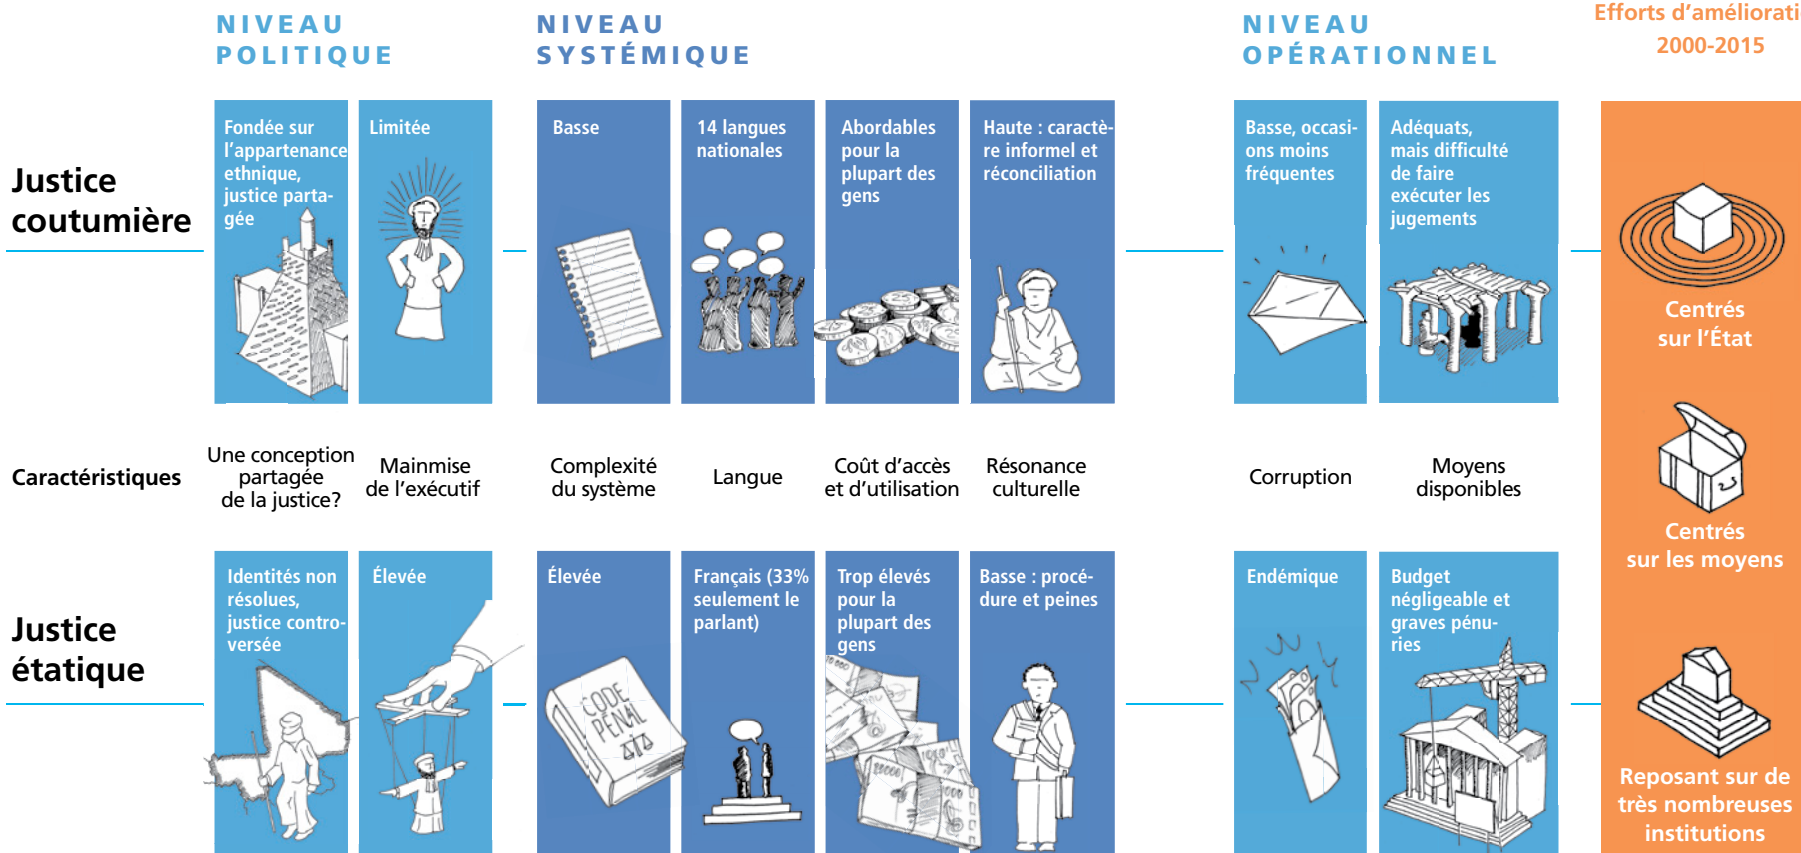 NIVEAU
POLITIQUE
NIVEAU
SYSTÉMIQUE
NIVEAU
OPÉRATIONNEL
Efforts d'améliorati
2000-2015
Justice
coutumière
Fondée sur
l'appartenance
ethnique,
justice parta-
gée
Limitée
Basse
14 langues
nationales
Abordables
pour la
plupart des
gens
Haute : caractè-
re informel et
réconciliation
Basse, occasi-
ons moins
fréquentes
Adéquats,
mais difficulté
de faire
exécuter les
jugements
Centrés
sur l'État
Caractéristiques
Une conception
partagée
de la justice?
Mainmise
de l'exécutif
Complexité
du système
Langue
Coût d'accès
et d'utilisation
Résonance
culturelle
Corruption
Moyens
disponibles
Centrés
sur les moyens
Justice
étatique
Identités non
résolues,
justice contro-
versée
Élevée
Élevée
CODE
PENAL
Français (33%
seulement le
parlant)
Trop élevés
pour la
plupart des
gens
Basse : procé-
dure et peines
Endémique
Budget
négligeable et
graves pénu-
ries
Reposant sur de
très nombreuses
institutions